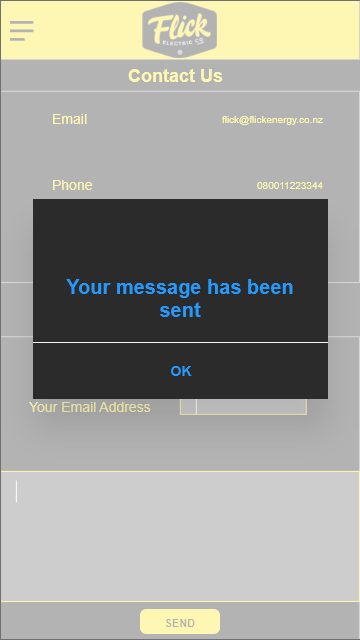 Flick
ELECTRIC CO
Contact Us
Email
flick@flickenergy.co.nz
Phone
080011223344
Your message has been
sent
OK
Your Email Address
SEND